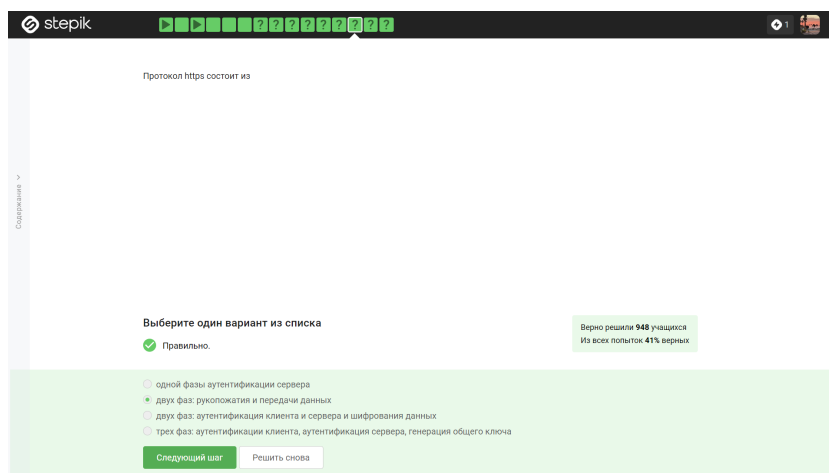 stepik
? ? ? ? ? ? ? ? ?
1
Содержание
Протокол https состоит из
Выберите один вариант из списка
Правильно.
Верно решили 948 учащихся
Из всех попыток 41% верных
одной фазы аутентификации сервера
двух фаз: рукопожатия и передачи данных
двух фаз: аутентификация клиента и сервера и шифрования данных
трех фаз: аутентификации клиента, аутентификация сервера, генерация общего ключа
Следующий шаг
Решить снова